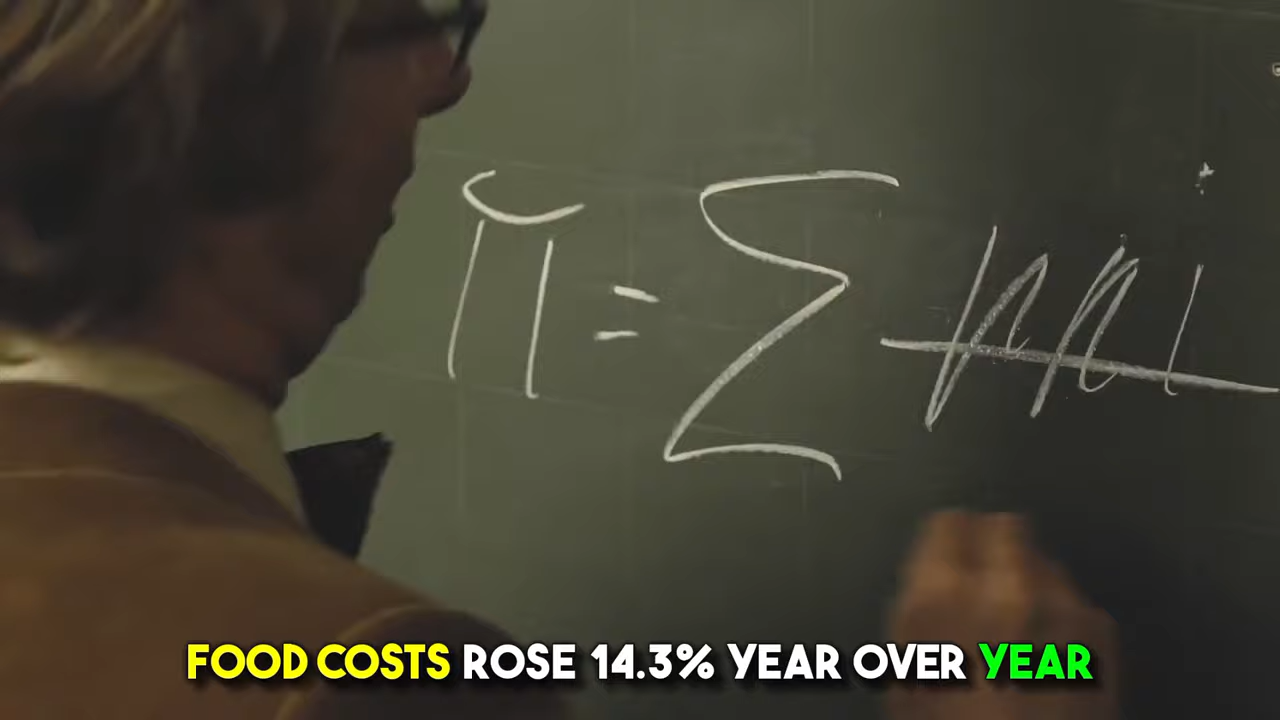 π = Σ
FOOD COSTS ROSE 14.3% YEAR OVER YEAR